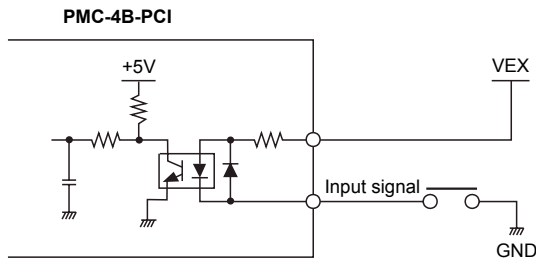 PMC-4B-PCI
+5V
VEX
Input signal
GND